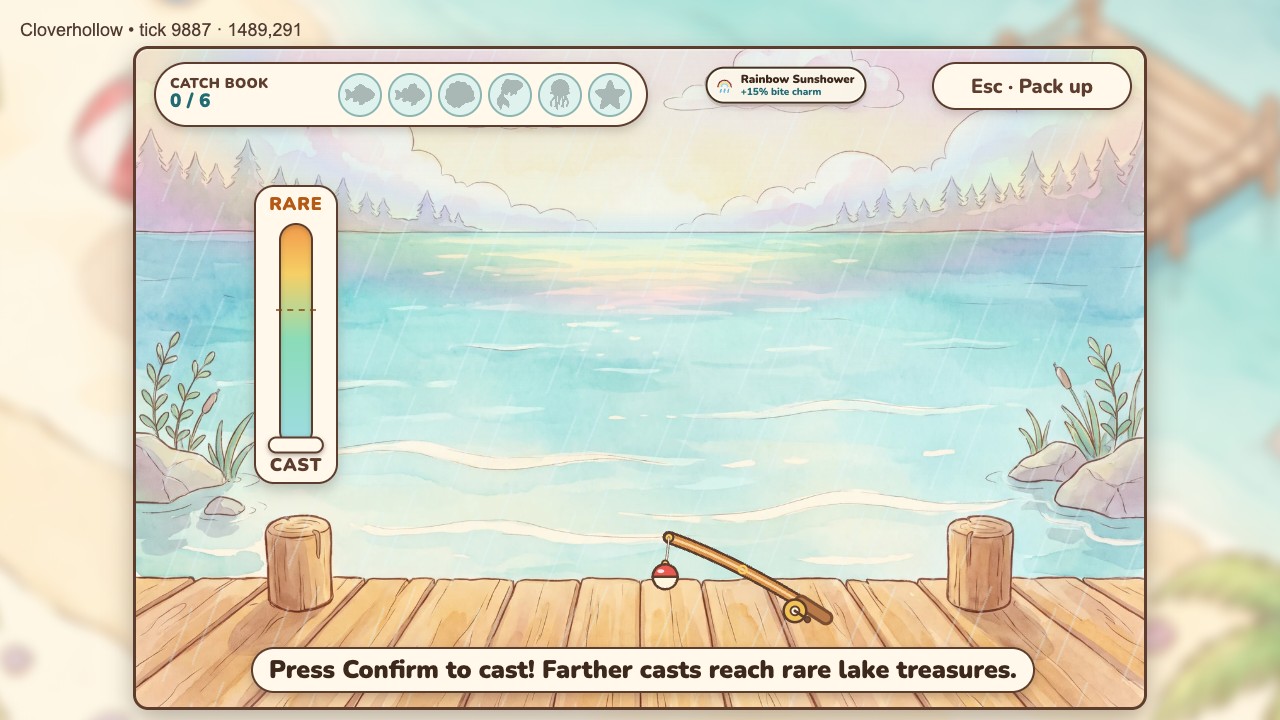 Cloverhollow • tick 9887 · 1489,291
CATCH BOOK
0 / 6
Rainbow Sunshower
+15% bite charm
Esc · Pack up
RARE
CAST
Press Confirm to cast! Farther casts reach rare lake treasures.